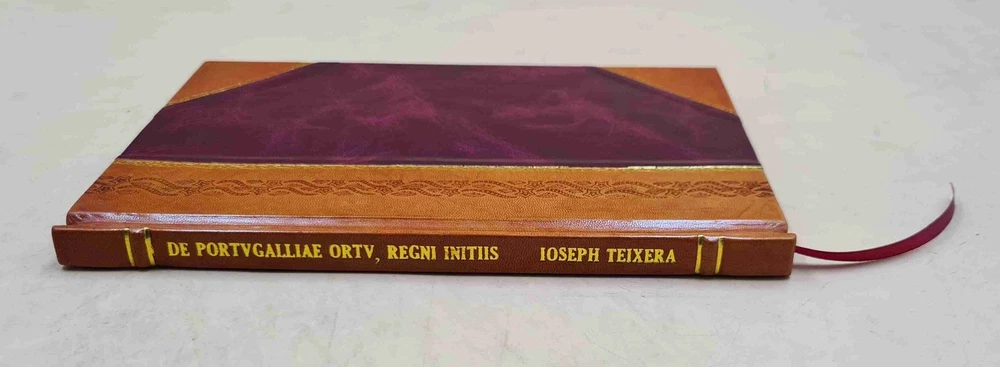 DE PORTVGALLIAE ORTV, REGNI INITIIS IOSEPH TEIXERA